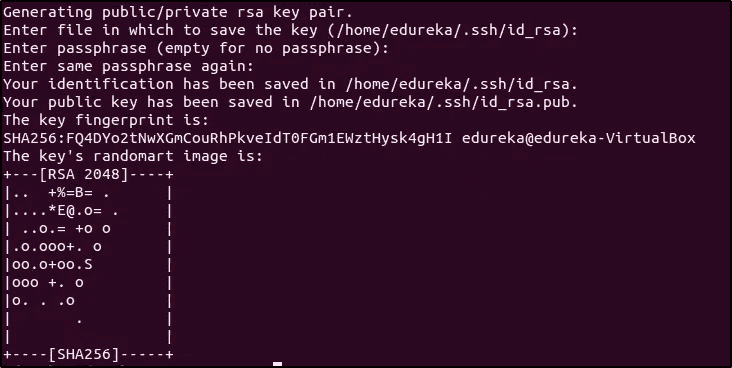 Generating public/private rsa key pair.
Enter file in which to save the key (/home/edureka/.ssh/id_rsa):
Enter passphrase (empty for no passphrase):
Enter same passphrase again:
Your identification has been saved in /home/edureka/.ssh/id_rsa.
Your public key has been saved in /home/edureka/.ssh/id_rsa.pub.
The key fingerprint is:
SHA256:FQ4DYo2tNwXGmCouRhPkveIdT0FGm1EWztHysk4gH1I edureka@edureka-VirtualBox
The key's randomart image is:
+---[RSA 2048]----+
|..  +%=B= .      |
|....*E@.o= .     |
| ..o.= +o o      |
|.o.ooo+. o       |
|oo.o+oo.S        |
|ooo +. o         |
|o. . .o          |
|       .         |
|                 |
+----[SHA256]-----+